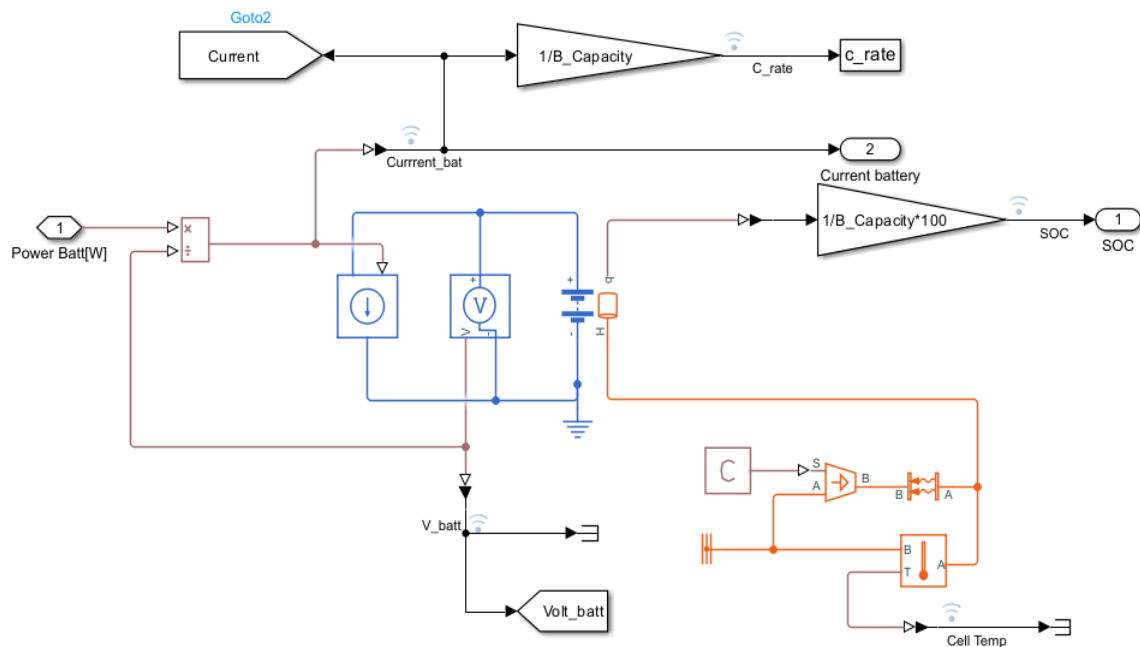 Goto2
Current
1/B_Capacity
C_rate
c_rate
Currrent_bat
2
Current battery
1
Power Batt[W]
×
÷
1/B_Capacity*100
SOC
1
SOC
+
V
V
-
+
-
q
H
C
S
A
B
B
A
B
T
A
V_batt
Volt_batt
Cell Temp